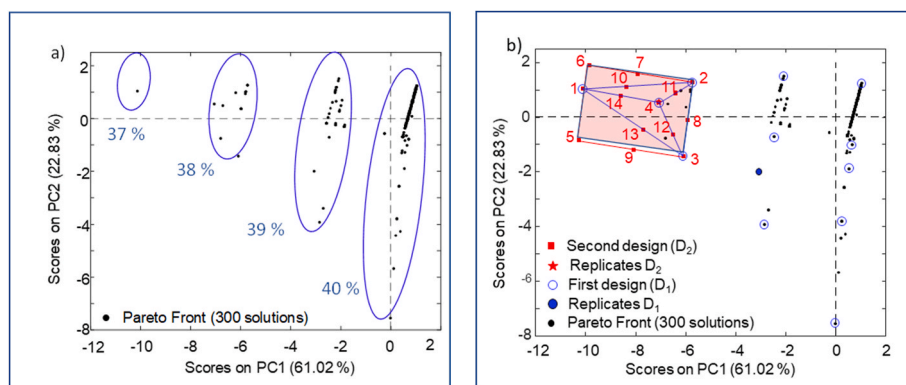 a)
Scores on PC2 (22.83 %)
2
0
-2
-4
-6
-8
37 %
38 %
39 %
40 %
Pareto Front (300 solutions)
-12 -10 -8 -6 -4 -2 0 2
Scores on PC1 (61.02 %)
b)
Scores on PC2 (22.83 %)
2
0
-2
-4
-6
-8
6 7
10 11 2
1 14 4
13 12 8
5 9 3
Second design (D2)
Replicates D2
First design (D1)
Replicates D1
Pareto Front (300 solutions)
-12 -10 -8 -6 -4 -2 0 2
Scores on PC1 (61.02 %)